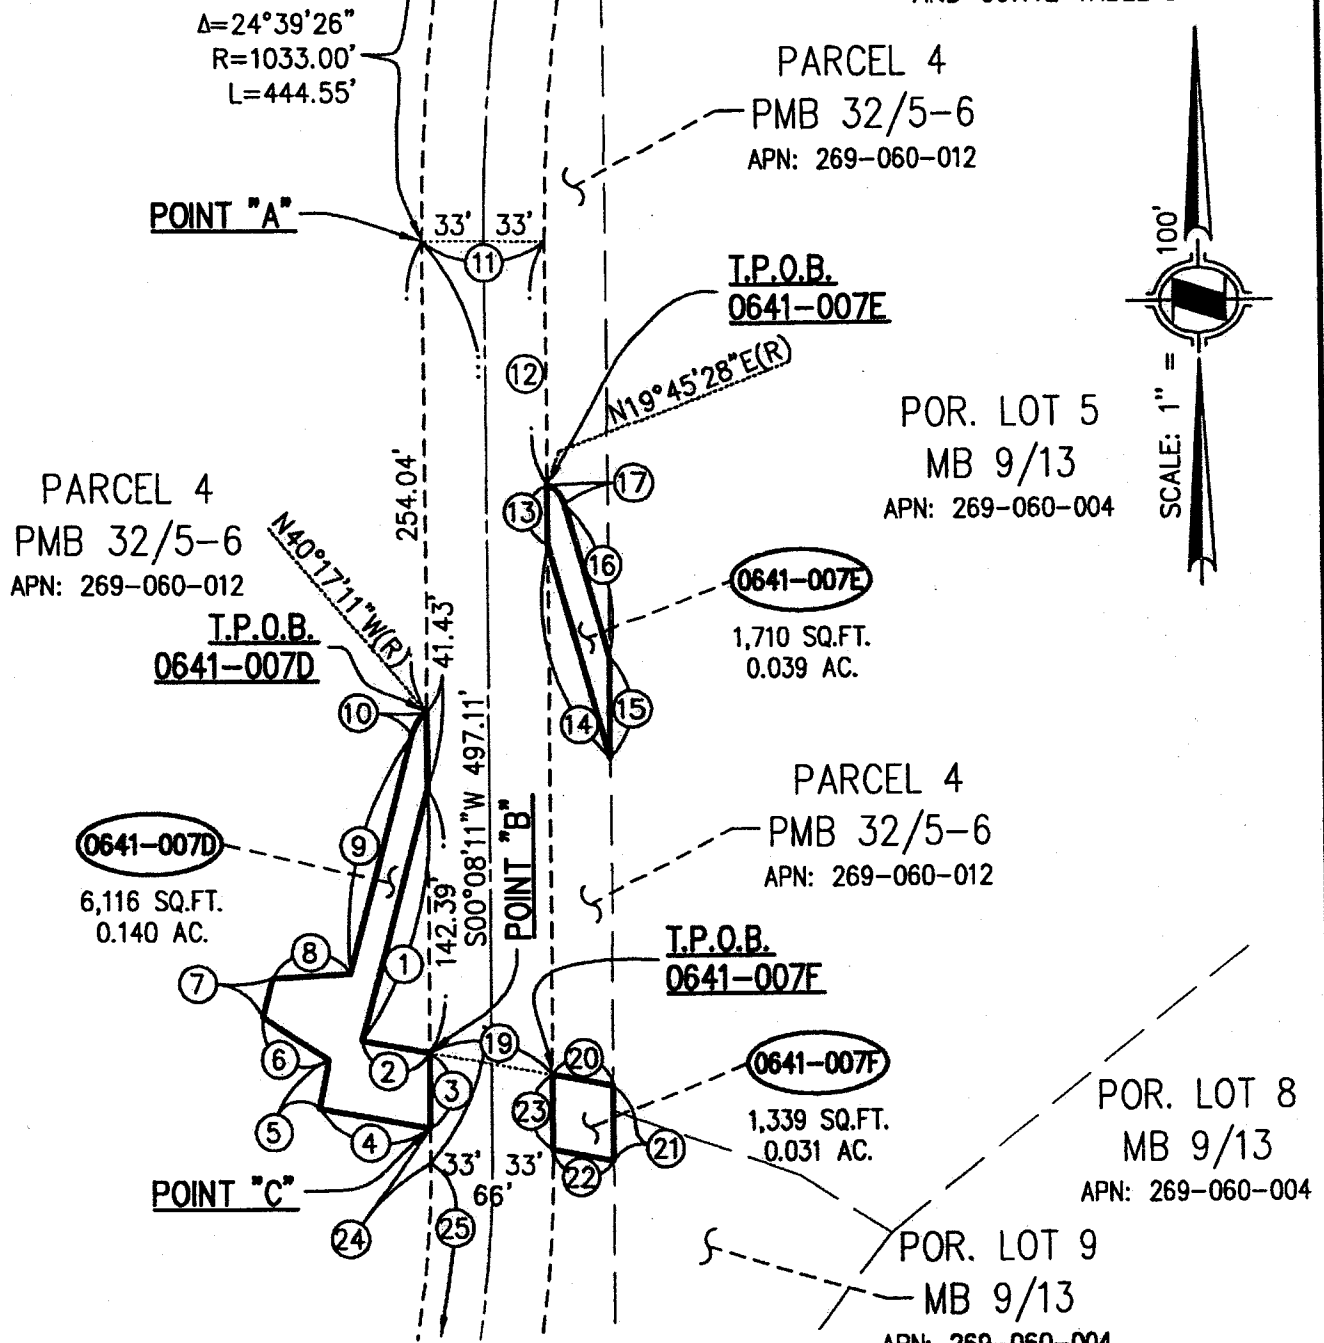 Δ=24°39'26"
R=1033.00'
L=444.55'
PARCEL 4
PMB 32/5-6
APN: 269-060-012
POINT "A"
33' 33'
11
T.P.O.B.
0641-007E
SCALE: 1" = 100'
12
N19°45'28"E(R)
POR. LOT 5
MB 9/13
APN: 269-060-004
PARCEL 4
PMB 32/5-6
APN: 269-060-012
254.04'
13
17
N40°17'11"W(R)
16
0641-007E
1,710 SQ.FT.
0.039 AC.
T.P.O.B.
0641-007D
41.43'
10
14
15
S00°08'11"W 497.11'
PARCEL 4
PMB 32/5-6
APN: 269-060-012
0641-007D
6,116 SQ.FT.
0.140 AC.
9
142.39'
POINT "B"
8
1
7
T.P.O.B.
0641-007F
6
2
19
20
0641-007F
1,339 SQ.FT.
0.031 AC.
3
23
5
4
21
22
33' 33'
66'
POINT "C"
24
25
POR. LOT 8
MB 9/13
APN: 269-060-004
POR. LOT 9
MB 9/13
APN: 269-060-004